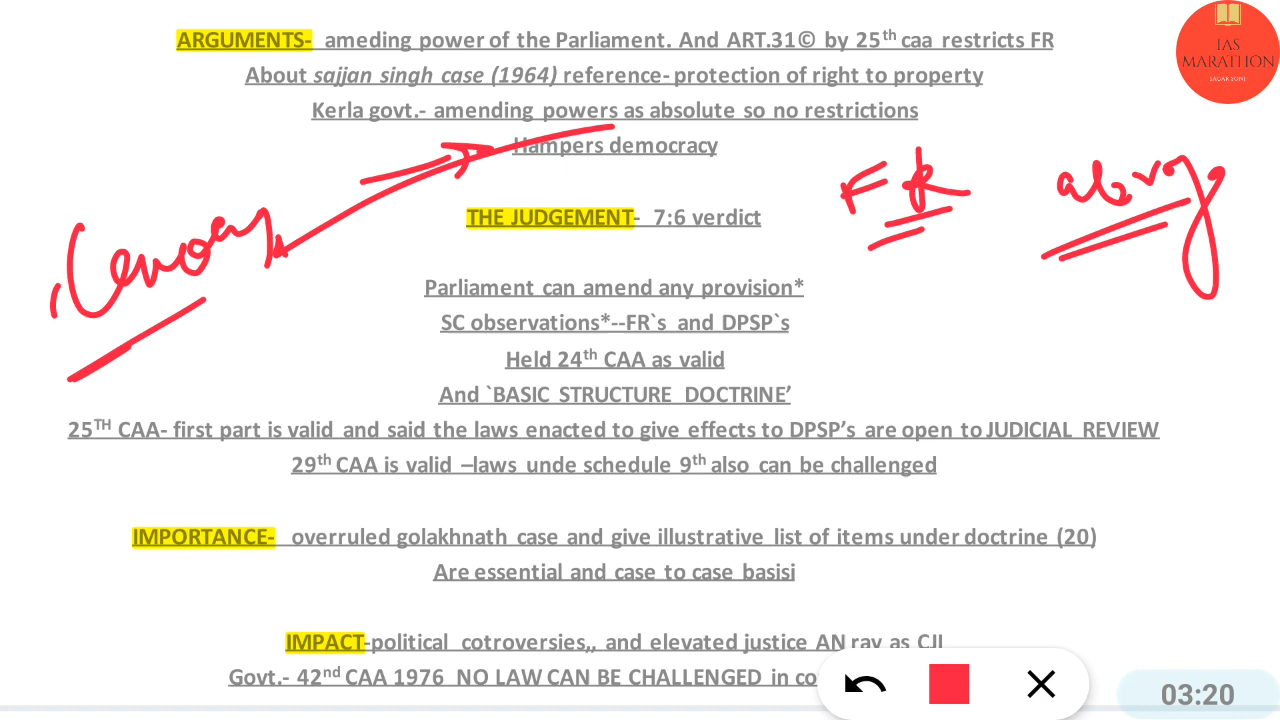 ARGUMENTS- ameding power of the Parliament. And ART.31© by 25th caa restricts FR
IAS
MARATHON
SAGAR SONI
About sajjan singh case (1964) reference- protection of right to property
Kerla govt.- amending powers as absolute so no restrictions
Hampers democracy
FR
THE JUDGEMENT- 7:6 verdict
Parliament can amend any provision*
SC observations*--FR`s and DPSP`s
Held 24th CAA as valid
And `BASIC STRUCTURE DOCTRINE’
25TH CAA- first part is valid and said the laws enacted to give effects to DPSP’s are open to JUDICIAL REVIEW
29th CAA is valid –laws unde schedule 9th also can be challenged
IMPORTANCE- overruled golakhnath case and give illustrative list of items under doctrine (20)
Are essential and case to case basisi
IMPACT-political cotroversies,, and elevated justice AN ray as CJI
Govt.- 42nd CAA 1976 NO LAW CAN BE CHALLENGED in co
03:20